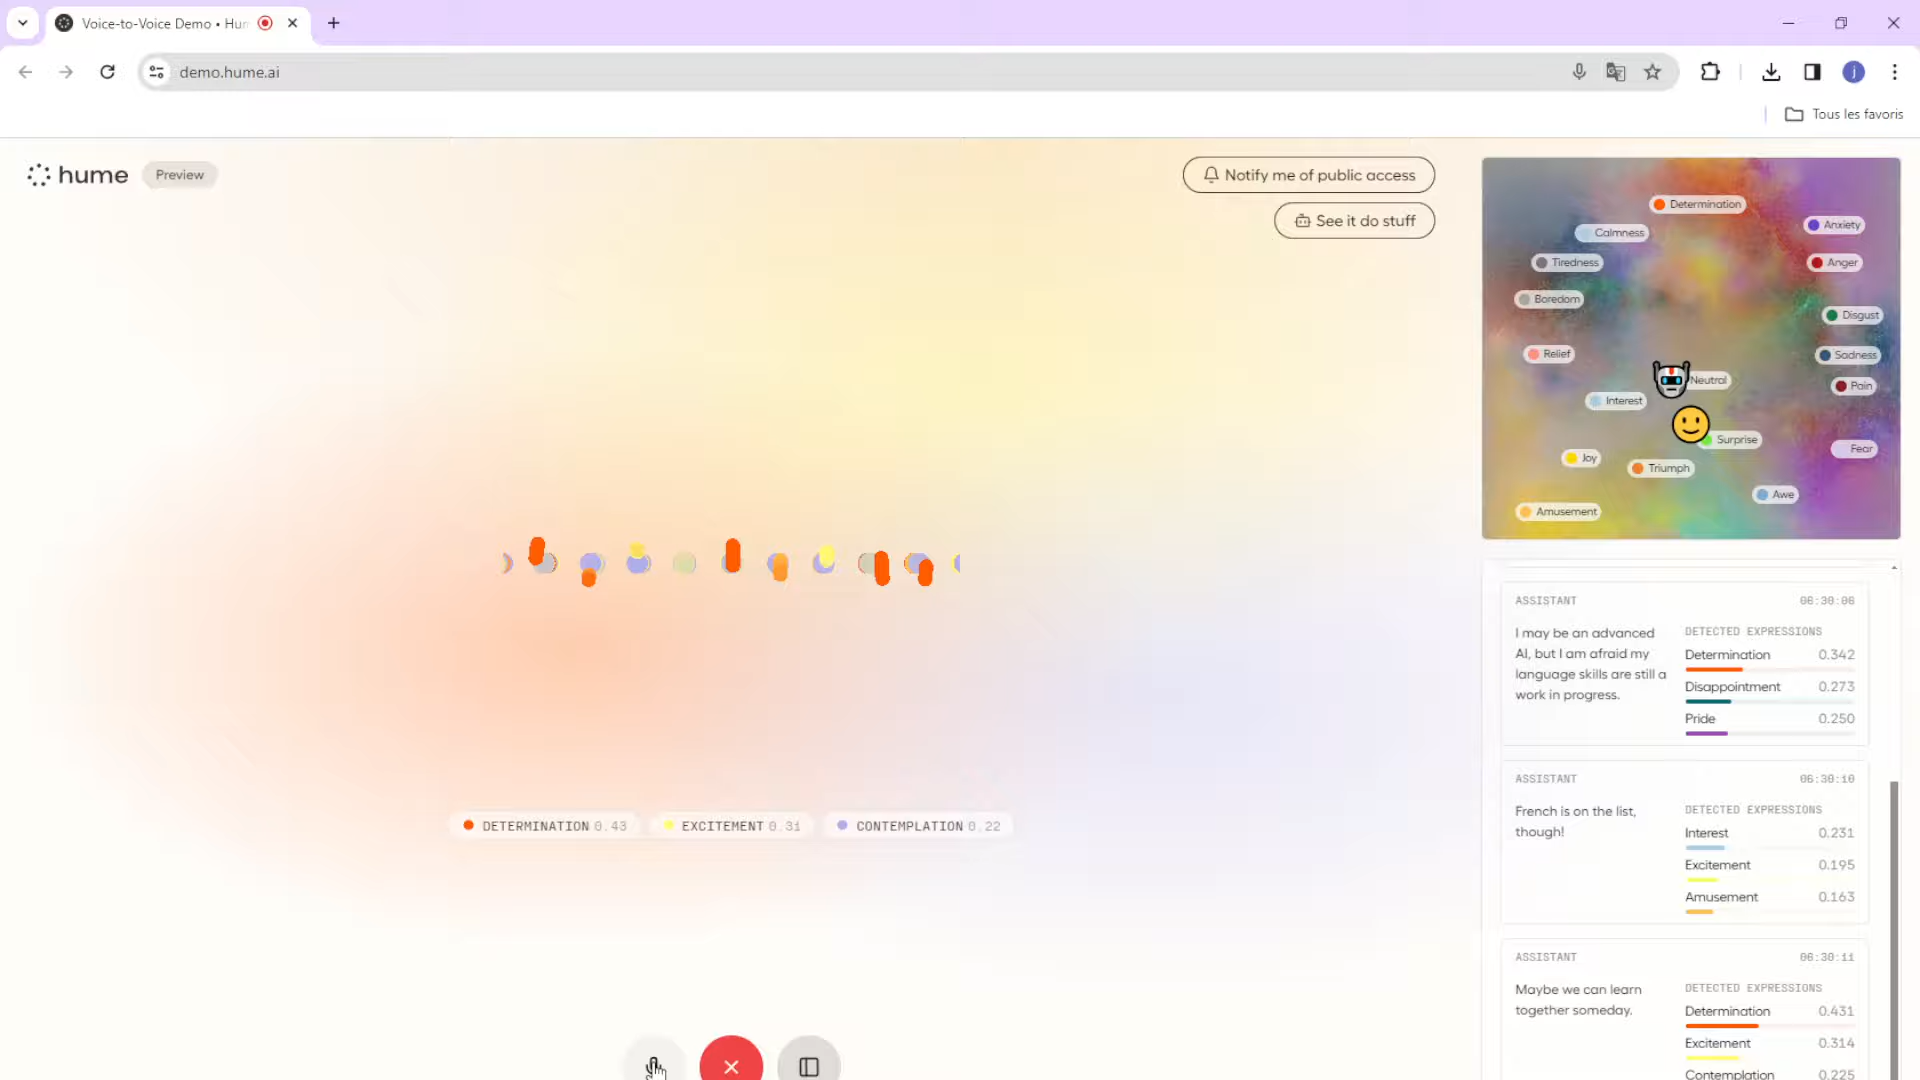 Voice-to-Voice Demo • Hum
demo.hume.ai
j
Tous les favoris
hume
Preview
Notify me of public access
See it do stuff
Determination
Anxiety
Calmness
Tiredness
Anger
Boredom
Disgust
Relief
Sadness
Neutral
Pain
Interest
Surprise
Fear
Joy
Triumph
Awe
Amusement
DETERMINATION 0.43
EXCITEMENT 0.31
CONTEMPLATION 0.22
ASSISTANT 06:30:06
I may be an advanced
AI, but I am afraid my
language skills are still a
work in progress.
DETECTED EXPRESSIONS
Determination 0.342
Disappointment 0.273
Pride 0.250
ASSISTANT 06:30:10
French is on the list,
though!
DETECTED EXPRESSIONS
Interest 0.231
Excitement 0.195
Amusement 0.163
ASSISTANT 06:30:11
Maybe we can learn
together someday.
DETECTED EXPRESSIONS
Determination 0.431
Excitement 0.314
Contemplation 0.225